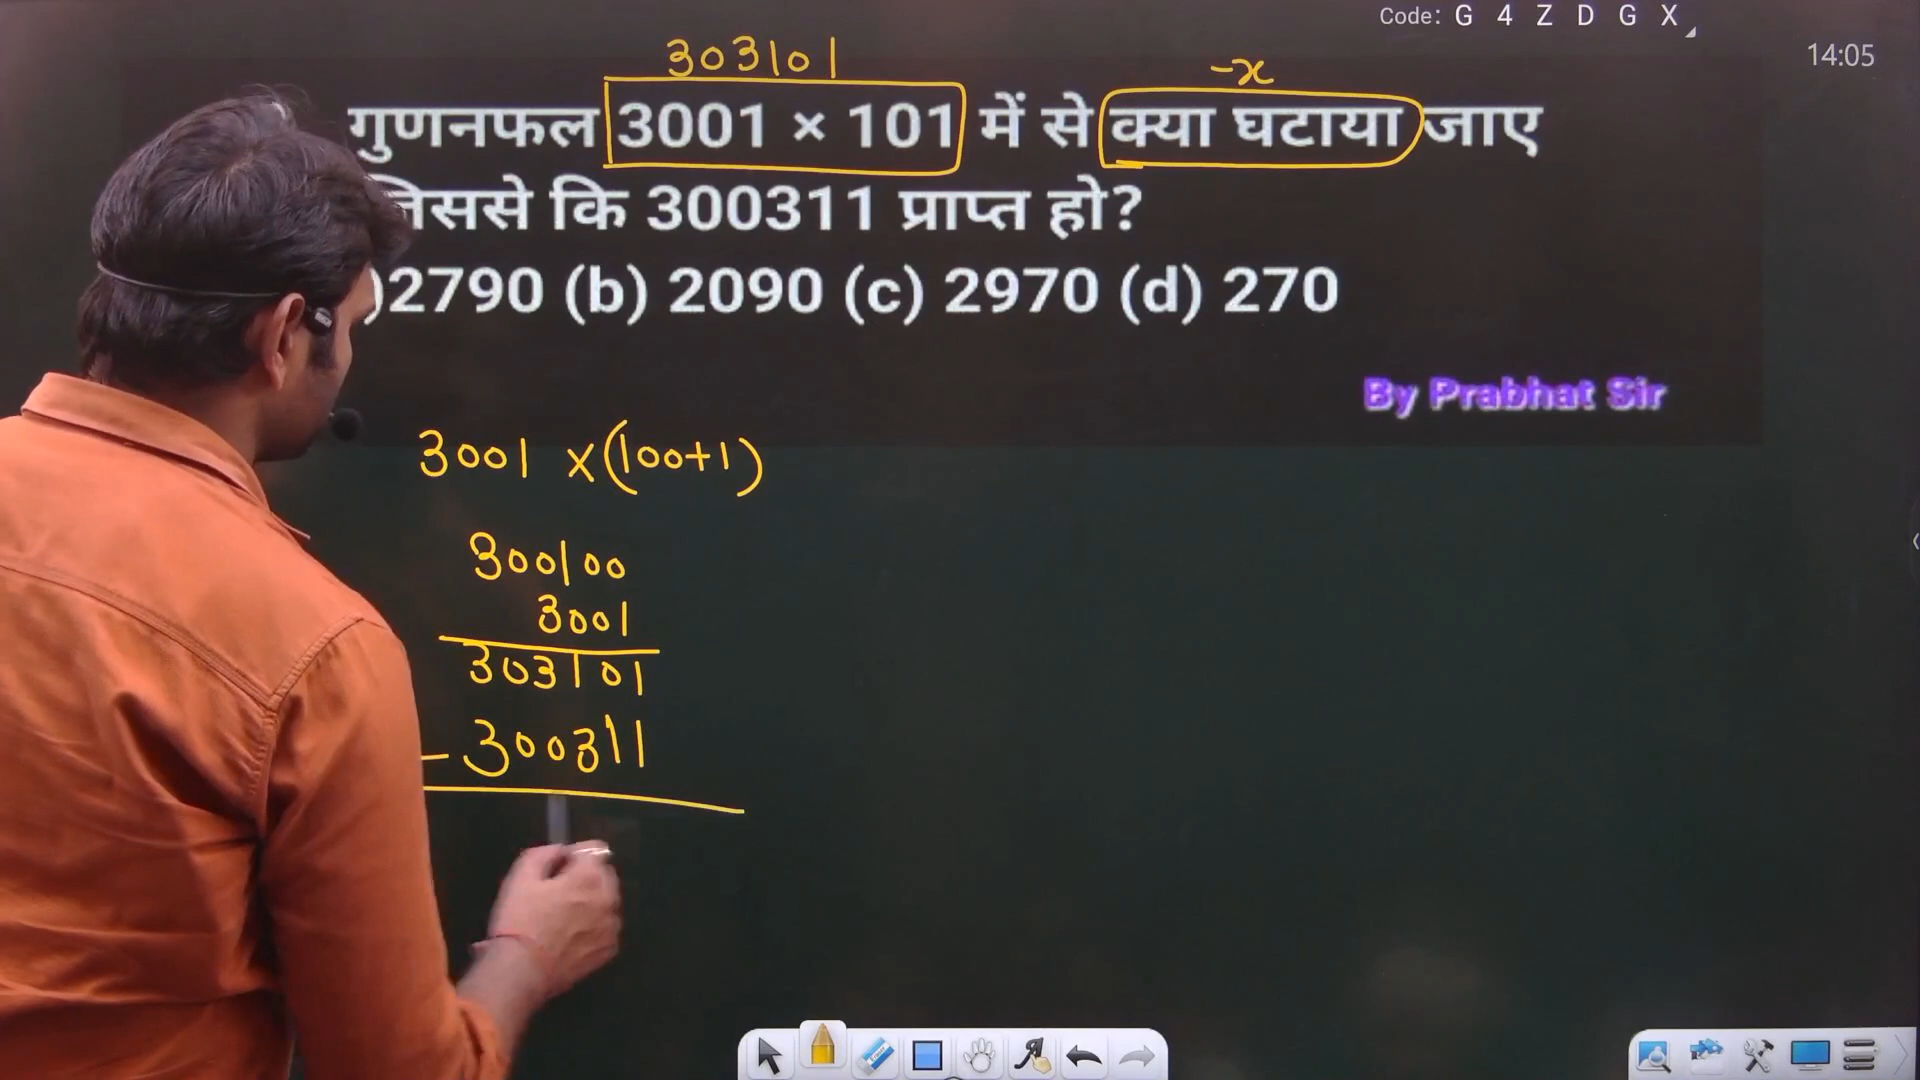 Code: G 4 Z D G X
14:05
303101
-x
गुणनफल 3001 × 101 में से क्या घटाया जाए
कि 300311 प्राप्त हो?
)2790 (b) 2090 (c) 2970 (d) 270
By Prabhat Sir
3001 × (100+1)
300100
3001
303101
- 300311